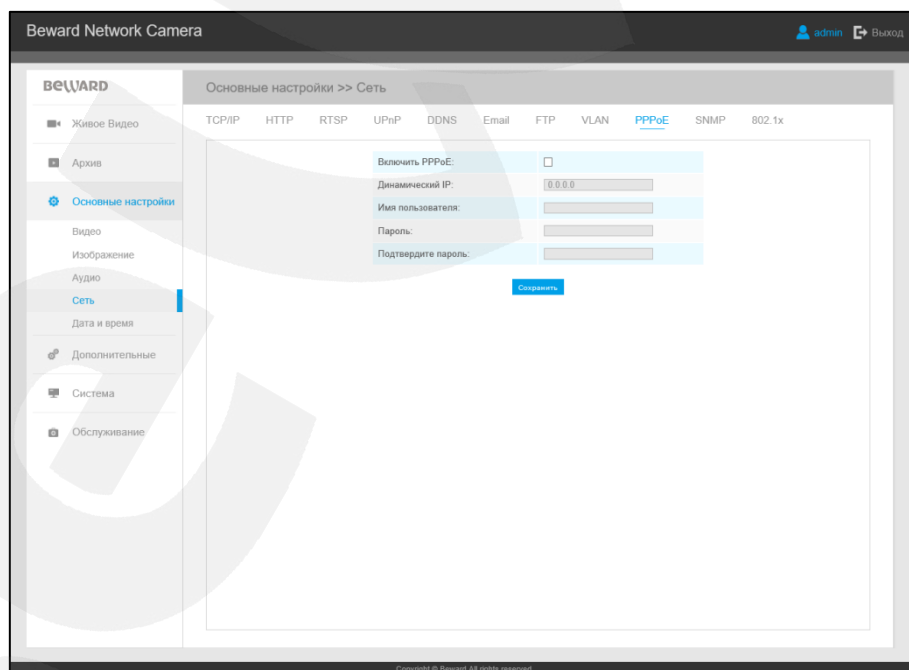 Beward Network Camera
admin Выход
BEWARD
Основные настройки >> Сеть
Живое Видео
Архив
Основные настройки
Видео
Изображение
Аудио
Сеть
Дата и время
Дополнительные
Система
Обслуживание
TCP/IP HTTP RTSP UPnP DDNS Email FTP VLAN PPPoE SNMP 802.1x
Включить PPPoE:
Динамический IP: 0.0.0.0
Имя пользователя:
Пароль:
Подтвердите пароль:
Сохранить
Copyright © Beward All rights reserved